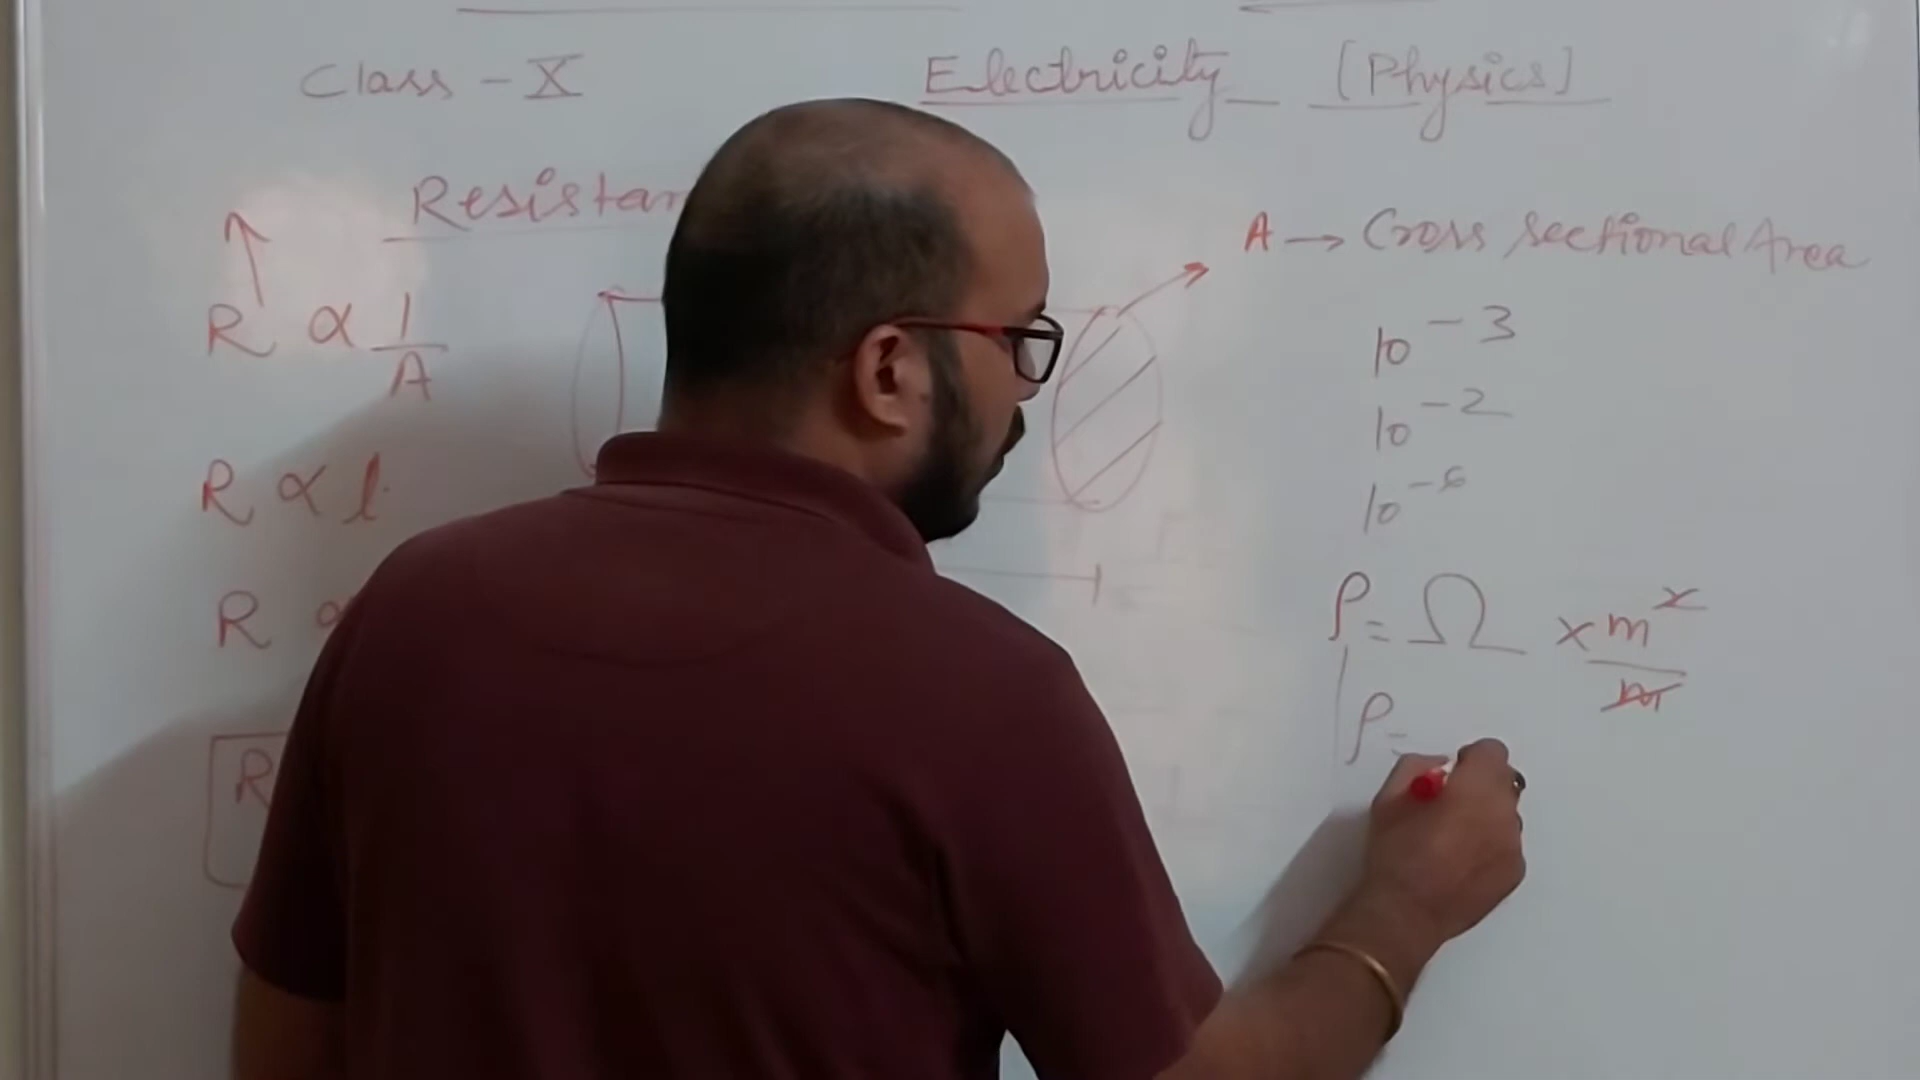 Class - X
Electricity [Physics]
Resistan
R ∝ 1/A
A → Cross Sectional Area
10⁻³
10⁻²
R ∝ l
10⁻⁶
R ∝
ρ = Ω × m²/m
ρ =
R